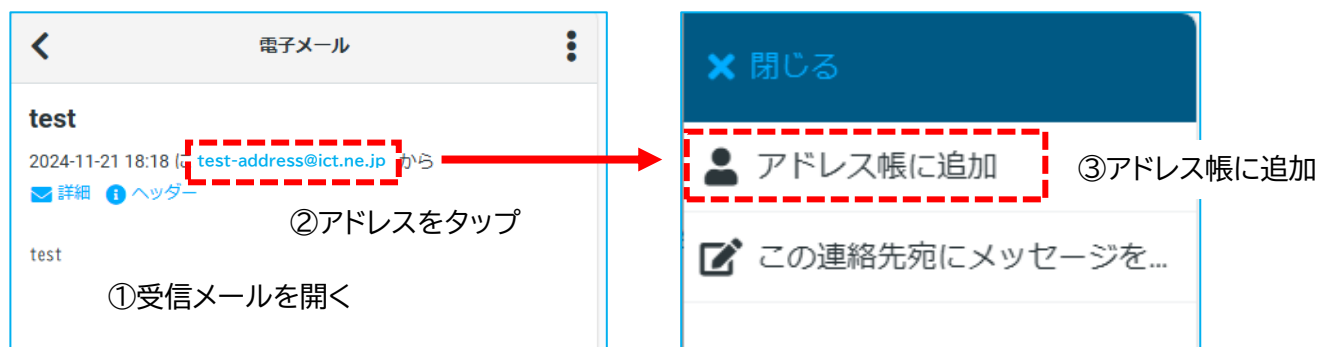 電子メール
test
2024-11-21 18:18 に test-address@ict.ne.jp から
詳細 ヘッダー
②アドレスをタップ
test
①受信メールを開く
閉じる
アドレス帳に追加
③アドレス帳に追加
この連絡先宛にメッセージを...